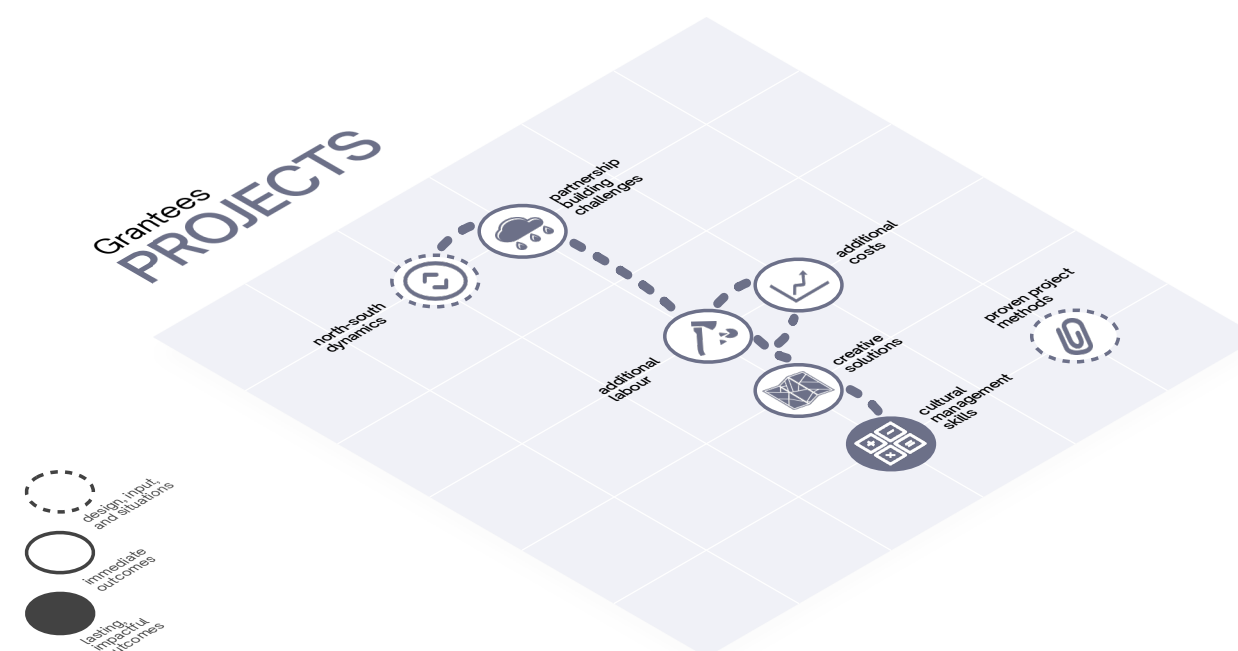 Grantees
PROJECTS
partnership
building
challenges
north-south
dynamics
additional
costs
additional
labour
creative
solutions
proven project
methods
cultural
management
skills
design, input,
and situations
immediate
outcomes
lasting,
impactful
outcomes